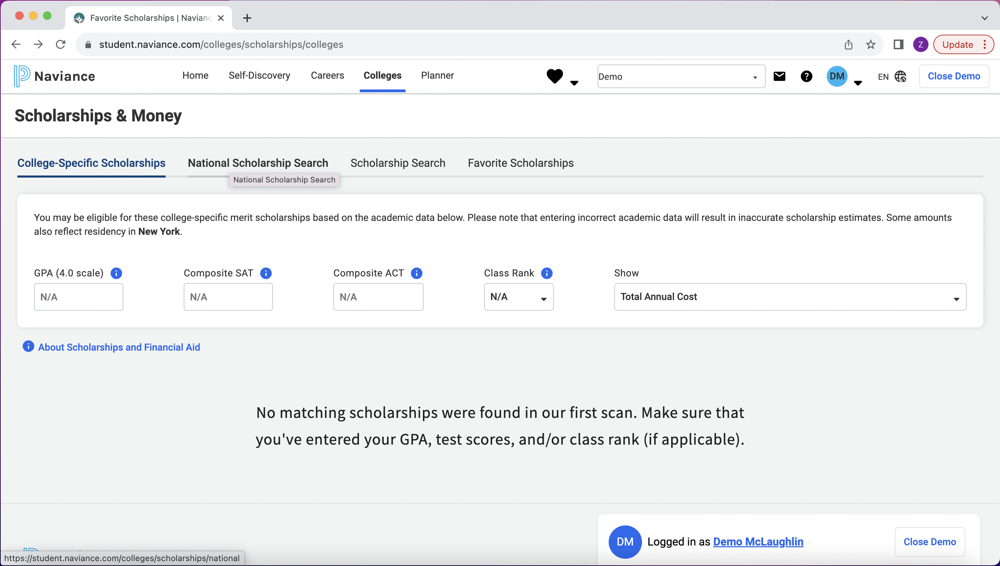 Favorite Scholarships | Navianc
student.naviance.com/colleges/scholarships/colleges
Z
Update
Naviance
Home
Self-Discovery
Careers
Colleges
Planner
Demo
?
DM
EN
Close Demo
Scholarships & Money
College-Specific Scholarships
National Scholarship Search
Scholarship Search
Favorite Scholarships
National Scholarship Search
You may be eligible for these college-specific merit scholarships based on the academic data below. Please note that entering incorrect academic data will result in inaccurate scholarship estimates. Some amounts
also reflect residency in New York.
GPA (4.0 scale) i
Composite SAT i
Composite ACT i
Class Rank i
Show
N/A
N/A
N/A
N/A
Total Annual Cost
i About Scholarships and Financial Aid
No matching scholarships were found in our first scan. Make sure that
you've entered your GPA, test scores, and/or class rank (if applicable).
DM
Logged in as Demo McLaughlin
Close Demo
https://student.naviance.com/colleges/scholarships/national